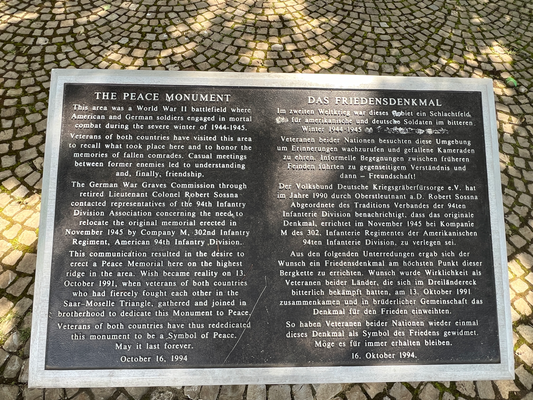 THE PEACE MONUMENT
This area was a World War II battlefield where
American and German soldiers engaged in mortal
combat during the severe winter of 1944-1945.
Veterans of both countries have visited this area
to recall what took place here and to honor the
memories of fallen comrades. Casual meetings
between former enemies led to understanding
and, finally, friendship.
The German War Graves Commission through
retired Lieutenant Colonel Robert Sossna
contacted representatives of the 94th Infantry
Division Association concerning the need to
relocate the original memorial erected in
November 1945 by Company M, 302nd Infantry
Regiment, American 94th Infantry Division.
This communication resulted in the desire to
erect a Peace Memorial here on the highest
ridge in the area. Wish became reality on 13.
October 1991, when veterans of both countries
who had fiercely fought each other in the
Saar-Moselle Triangle, gathered and joined in
brotherhood to dedicate this Monument to Peace.
Veterans of both countries have thus rededicated
this monument to be a Symbol of Peace.
May it last forever.
October 16, 1994
DAS FRIEDENSDENKMAL
Im zweiten Weltkrieg war dieses Gebiet ein Schlachtfeld,
für amerikanische und deutsche Soldaten im bitteren
Winter 1944-1945
Veteranen beider Nationen besuchten diese Umgebung
um Erinnerungen wachzurufen und gefallene Kameraden
zu ehren. Informelle Begegnungen zwischen früheren
Feinden führten zu gegenseitigem Verständnis und
dann – Freundschaft!
Der Volksbund Deutsche Kriegsgräberfürsorge e.V. hat
im Jahre 1990 durch Oberstleutnant a.D. Robert Sossna
Abgeordnete des Traditions Verbandes der 94ten
Infanterie Division benachrichtigt, dass das originale
Denkmal, errichtet im November 1945 bei Kompanie
M des 302. Infanterie Regimentes der Amerikanischen
94ten Infanterie Division, zu verlegen sei.
Aus den folgenden Unterredungen ergab sich der
Wunsch ein Friedensdenkmal am höchsten Punkt dieser
Bergkette zu errichten. Wunsch wurde Wirklichkeit als
Veteranen beider Länder, die sich im Dreiländereck
bitterlich bekämpft hatten, am 13. Oktober 1991
zusammenkamen und in brüderlicher Gemeinschaft das
Denkmal für den Frieden einweihten.
So haben Veteranen beider Nationen wieder einmal
dieses Denkmal als Symbol des Friedens gewidmet.
Möge es für immer erhalten bleiben.
16. Oktober 1994.